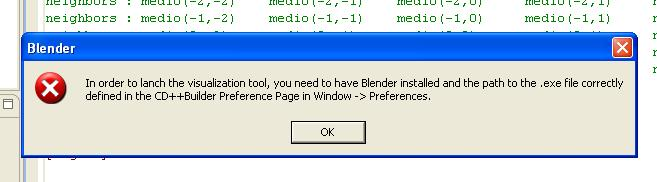 neighbors : medio(-2,-2) medio(-2,-1) medio(-2,0) medio(-2,1)
neighbors : medio(-1,-2) medio(-1,-1) medio(-1,0) medio(-1,1)
Blender
In order to lanch the visualization tool, you need to have Blender installed and the path to the .exe file correctly
defined in the CD++Builder Preference Page in Window -> Preferences.
OK